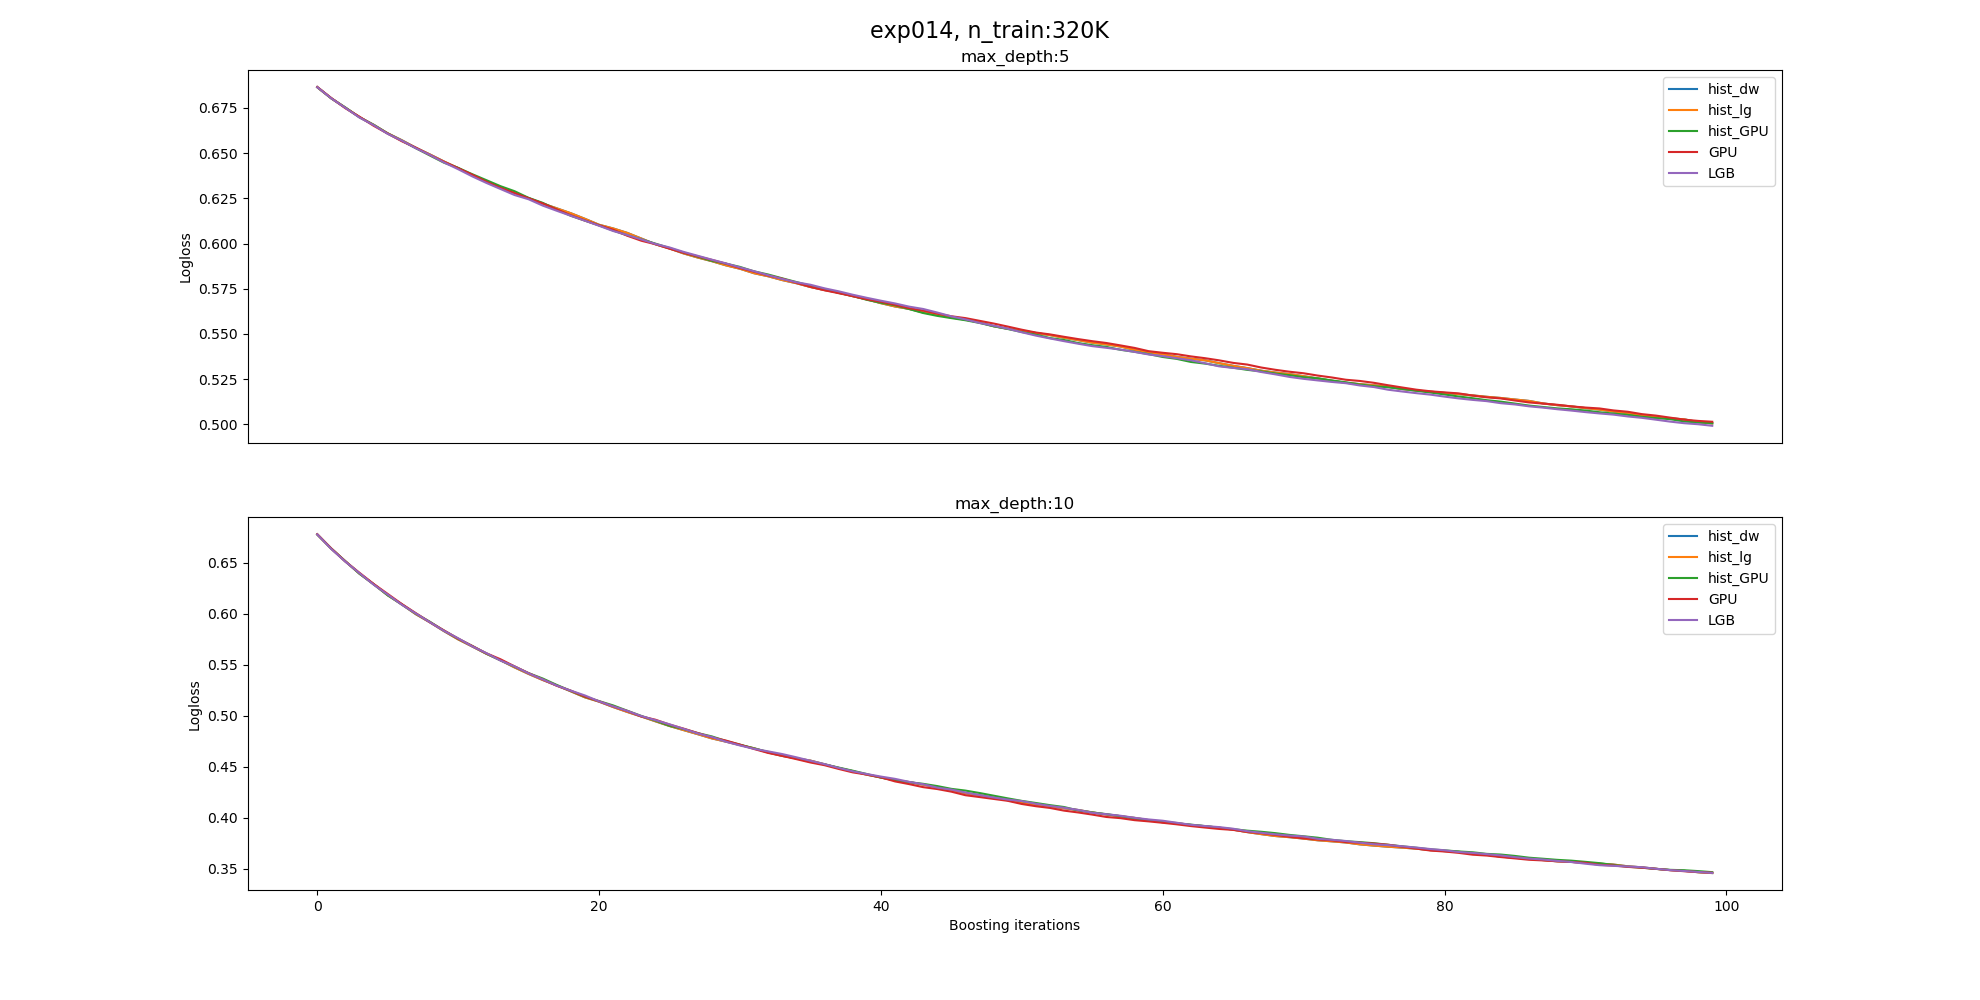 exp014, n_train:320K
max_depth:5
0.675
0.650
0.625
0.600
0.575
0.550
0.525
0.500
Logloss
hist_dw
hist_lg
hist_GPU
GPU
LGB
max_depth:10
0.65
0.60
0.55
0.50
0.45
0.40
0.35
Logloss
hist_dw
hist_lg
hist_GPU
GPU
LGB
0 20 40 60 80 100
Boosting iterations